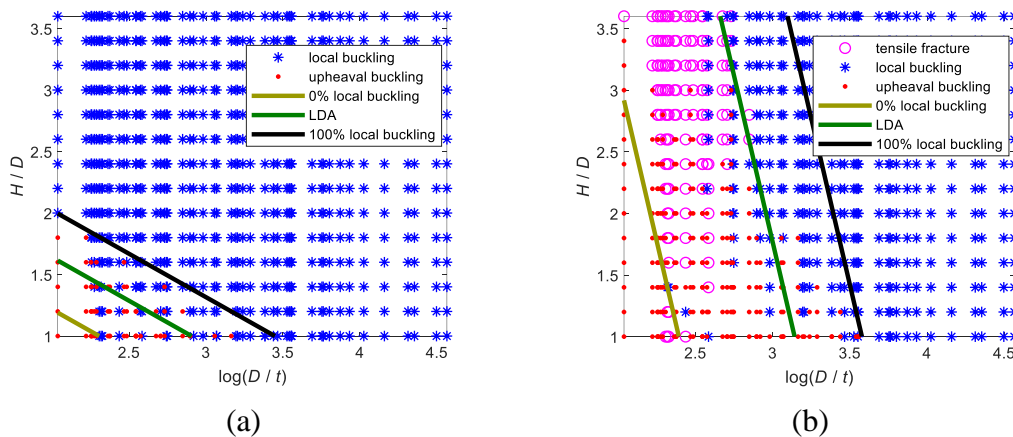 3.5
3
2.5
2
1.5
1
H / D
2.5
3
3.5
4
4.5
log(D / t)
local buckling
upheaval buckling
0% local buckling
LDA
100% local buckling
(a)
3.5
3
2.5
2
1.5
1
H / D
2.5
3
3.5
4
4.5
log(D / t)
tensile fracture
local buckling
upheaval buckling
0% local buckling
LDA
100% local buckling
(b)